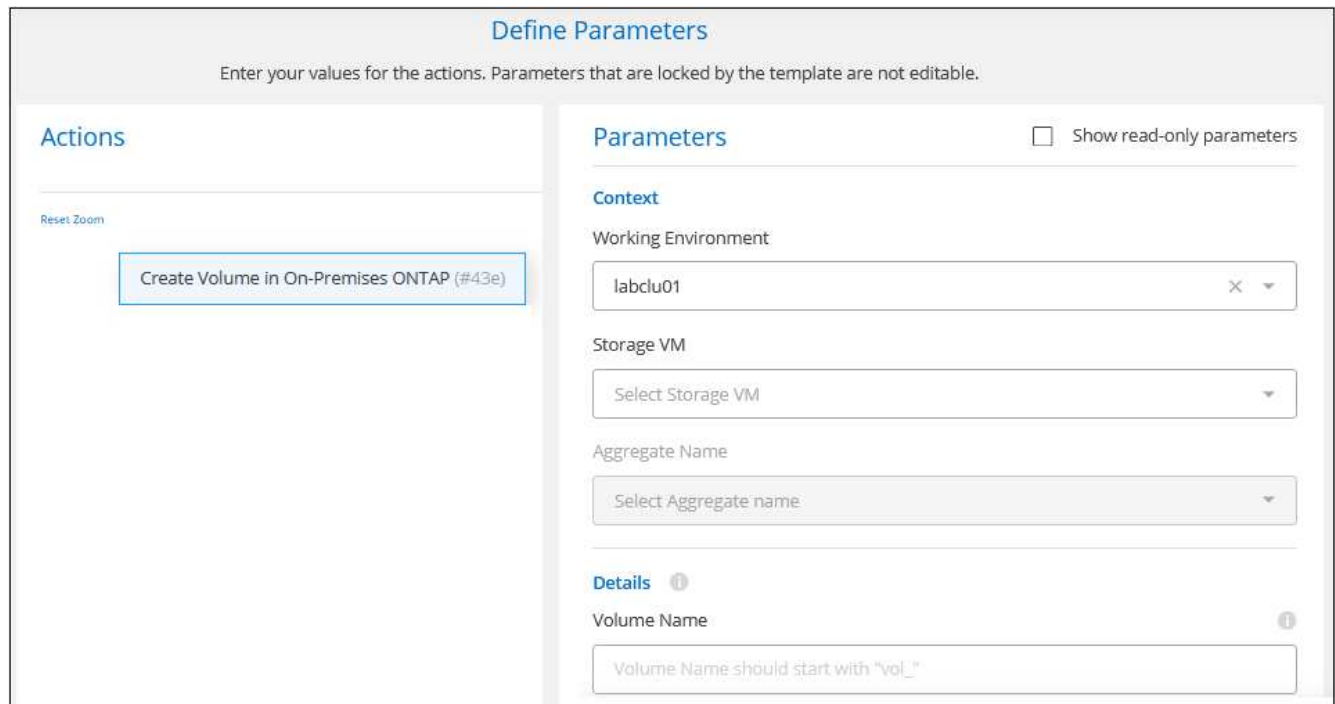 Define Parameters
Enter your values for the actions. Parameters that are locked by the template are not editable.
Actions
Reset Zoom
Create Volume in On-Premises ONTAP (#43e)
Parameters
Show read-only parameters
Context
Working Environment
labclu01
Storage VM
Select Storage VM
Aggregate Name
Select Aggregate name
Details
Volume Name
Volume Name should start with "vol_"